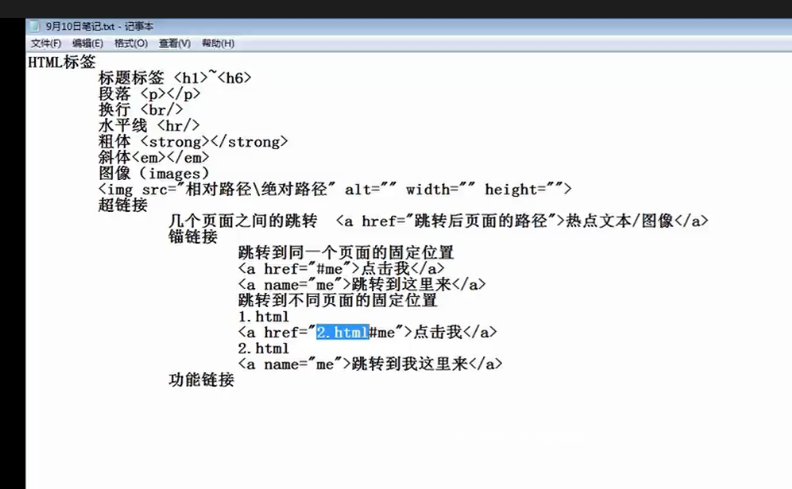 9月10日笔记.txt - 记事本
文件(F) 编辑(E) 格式(O) 查看(V) 帮助(H)
HTML标签
标题标签 <h1>~<h6>
段落 <p></p>
换行 <br/>
水平线 <hr/>
粗体 <strong></strong>
斜体<em></em>
图像（images）
<img src="相对路径\绝对路径" alt="" width="" height="">
超链接
几个页面之间的跳转 <a href="跳转后页面的路径">热点文本/图像</a>
锚链接
跳转到同一个页面的固定位置
<a href="#me">点击我</a>
<a name="me">跳转到这里来</a>
跳转到不同页面的固定位置
1.html
<a href="2.html#me">点击我</a>
2.html
<a name="me">跳转到我这里来</a>
功能链接